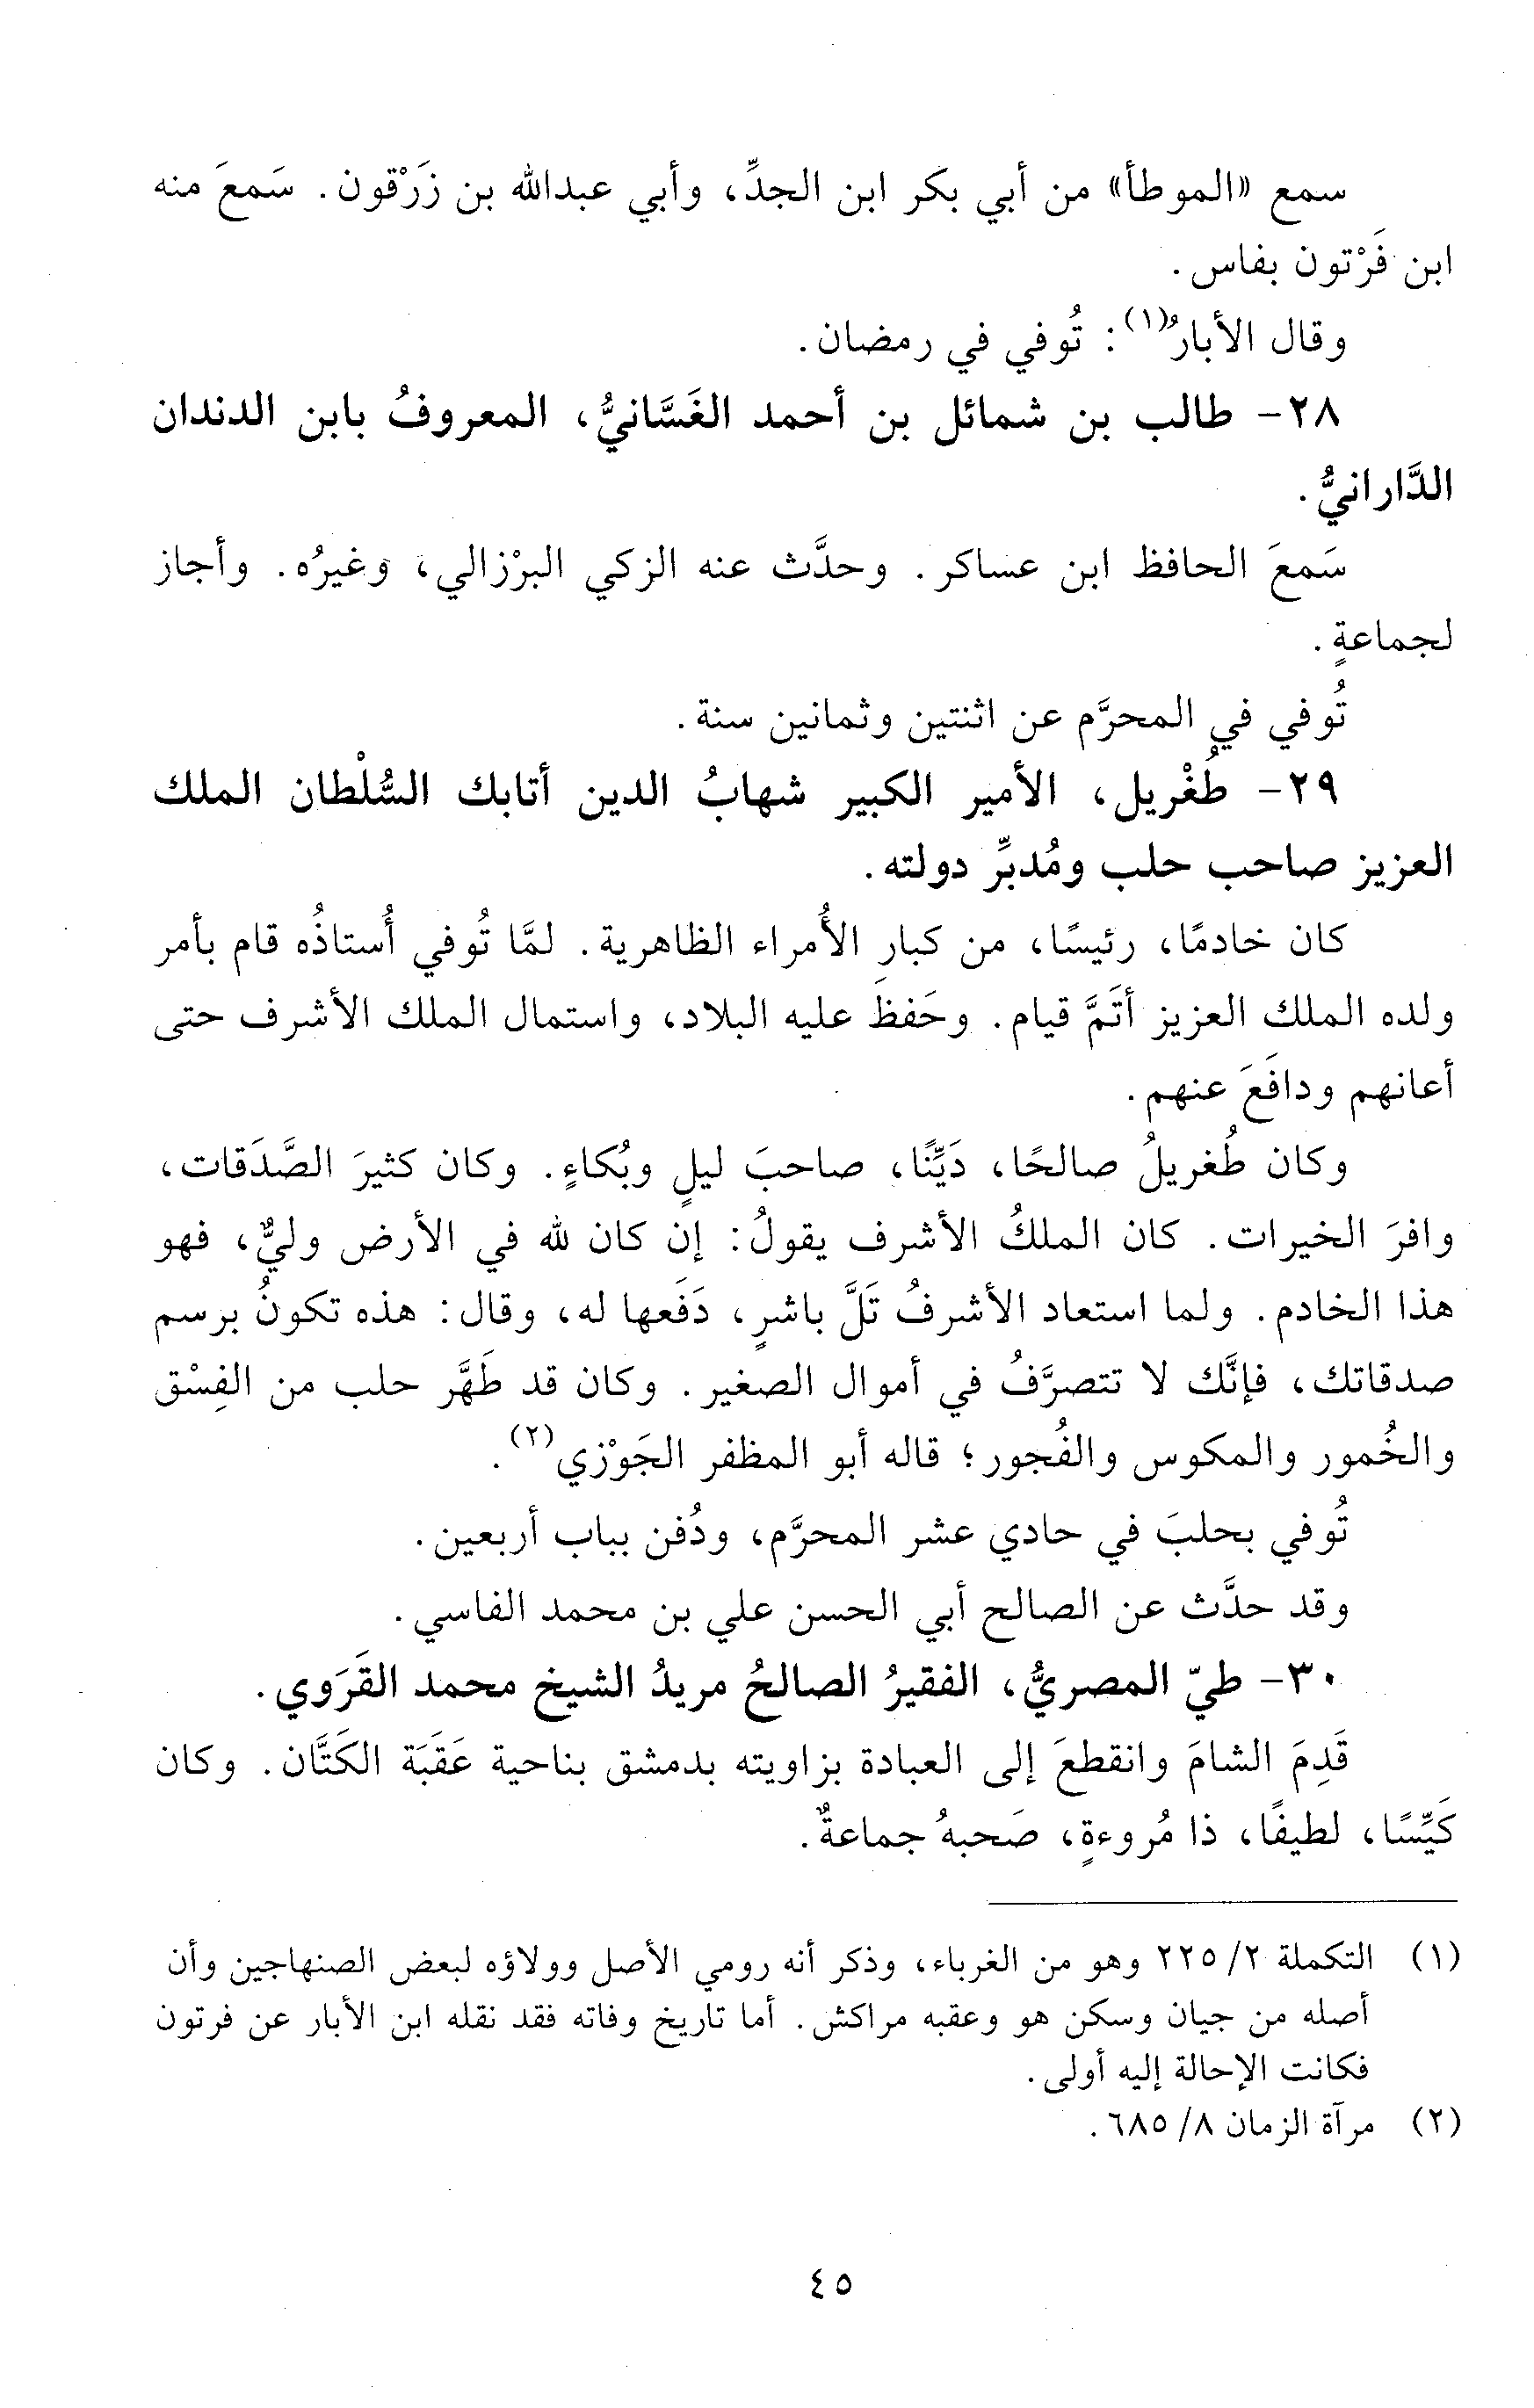 سمع «الموطأ» من أبي بكر ابن الجدِّ، وأبي عبدالله بن زَرْقون. سَمعَ منه
ابن فَرْتون بفاس.
وقال الأبارُ(١): تُوفي في رمضان.
٢٨- طالب بن شمائل بن أحمد الغَسَّانيُّ، المعروفُ بابن الدندان
الدَّارانيُّ.
سَمعَ الحافظ ابن عساكر. وحدَّث عنه الزكي البرْزالي، وغيرُه. وأجاز
لجماعةٍ.
تُوفي في المحرَّم عن اثنتين وثمانين سنة.
٢٩- طُغْريل، الأمير الكبير شهابُ الدين أتابك السُّلْطان الملك
العزيز صاحب حلب ومُدبِّر دولته.
كان خادمًا، رئيسًا، من كبارِ الأُمراء الظاهرية. لمَّا تُوفي أُستاذُه قام بأمر
ولده الملك العزيز أتَمَّ قيام. وحَفظَ عليه البلاد، واستمال الملك الأشرف حتى
أعانهم ودافَعَ عنهم.
وكان طُغريلُ صالحًا، دَيِّنًا، صاحبَ ليلٍ وبُكاءٍ. وكان كثيرَ الصَّدَقات،
وافرَ الخيرات. كان الملكُ الأشرف يقولُ: إن كان لله في الأرض وليٌّ، فهو
هذا الخادم. ولما استعاد الأشرفُ تَلَّ باشرٍ، دَفَعها له، وقال: هذه تكونُ برسم
صدقاتك، فإنَّك لا تتصرَّفُ في أموال الصغير. وكان قد طَهَّر حلب من الفِسْق
والخُمور والمكوس والفُجور؛ قاله أبو المظفر الجَوْزي(٢).
تُوفي بحلبَ في حادي عشر المحرَّم، ودُفن بباب أربعين.
وقد حدَّث عن الصالح أبي الحسن علي بن محمد الفاسي.
٣٠- طيّ المصريُّ، الفقيرُ الصالحُ مريدُ الشيخ محمد القَرَوي.
قَدِمَ الشامَ وانقطعَ إلى العبادة بزاويته بدمشق بناحية عَقَبَة الكَتَّان. وكان
كَيِّسًا، لطيفًا، ذا مُروءةٍ، صَحبهُ جماعةٌ.
(١) التكملة ٢/ ٢٢٥ وهو من الغرباء، وذكر أنه رومي الأصل وولاؤه لبعض الصنهاجين وأن
أصله من جيان وسكن هو وعقبه مراكش. أما تاريخ وفاته فقد نقله ابن الأبار عن فرتون
فكانت الإحالة إليه أولى.
(٢) مرآة الزمان ٨/ ٦٨٥.
٤٥